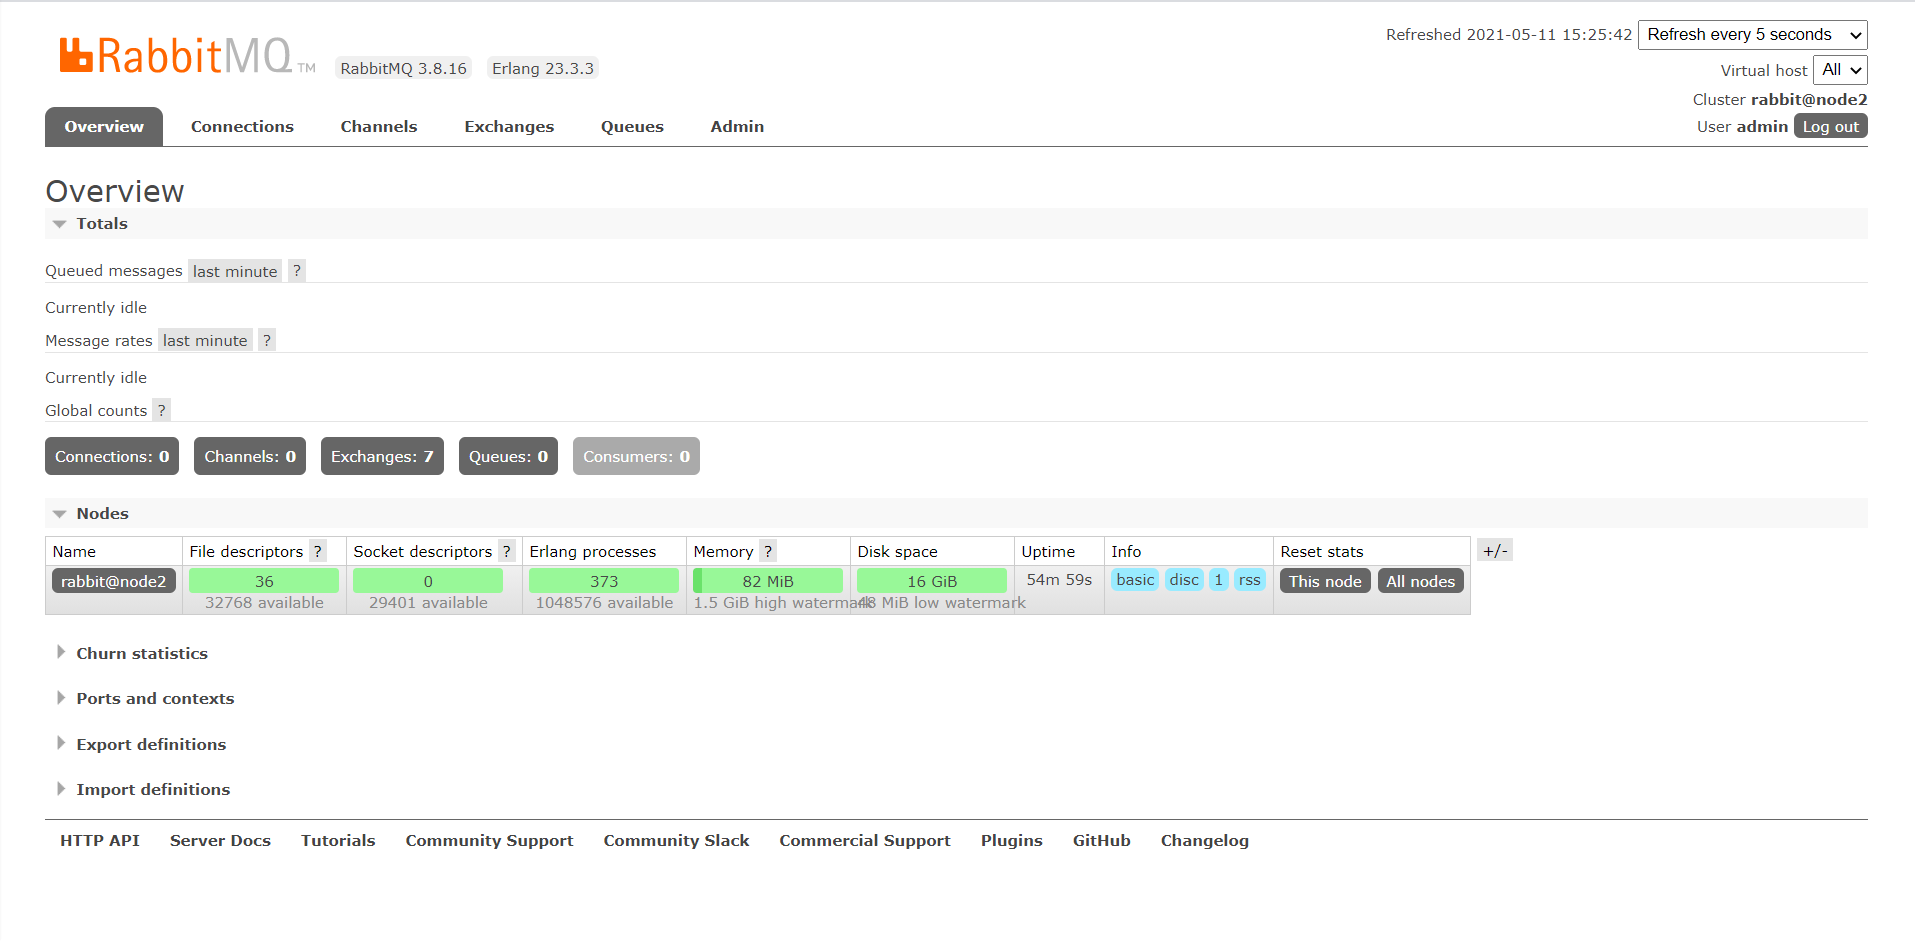 Refreshed 2021-05-11 15:25:42 Refresh every 5 seconds
RabbitMQ TM RabbitMQ 3.8.16 Erlang 23.3.3
Virtual host All
Cluster rabbit@node2
User admin Log out
Overview Connections Channels Exchanges Queues Admin
Overview
Totals
Queued messages last minute ?
Currently idle
Message rates last minute ?
Currently idle
Global counts ?
Connections: 0 Channels: 0 Exchanges: 7 Queues: 0 Consumers: 0
Nodes
Name File descriptors ? Socket descriptors ? Erlang processes Memory ? Disk space Uptime Info Reset stats +/-
rabbit@node2 36 0 373 82 MiB 16 GiB 54m 59s basic disc 1 rss This node All nodes
32768 available 29401 available 1048576 available 1.5 GiB high watermark 48 MiB low watermark
Churn statistics
Ports and contexts
Export definitions
Import definitions
HTTP API Server Docs Tutorials Community Support Community Slack Commercial Support Plugins GitHub Changelog